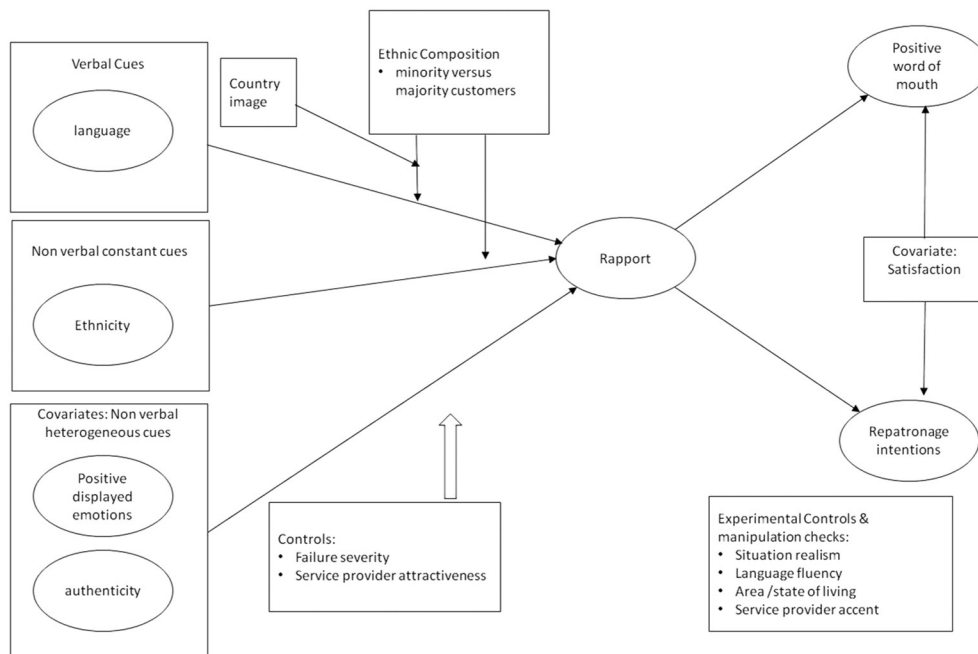 Verbal Cues
language
Country
image
Ethnic Composition
• minority versus
majority customers
Positive
word of
mouth
Non verbal constant cues
Ethnicity
Rapport
Covariate:
Satisfaction
Covariates: Non verbal
heterogeneous cues
Positive
displayed
emotions
authenticity
Controls:
• Failure severity
• Service provider attractiveness
Repatronage
intentions
Experimental Controls &
manipulation checks:
• Situation realism
• Language fluency
• Area /state of living
• Service provider accent